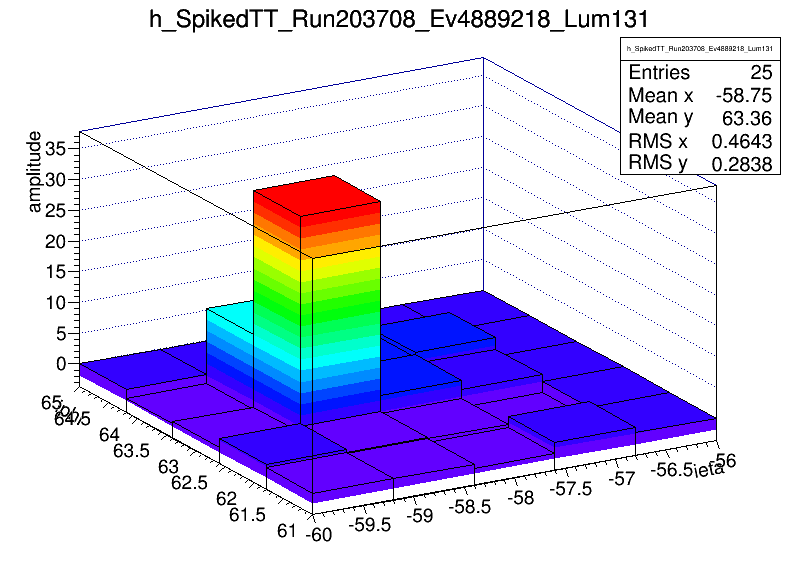 h_SpikedTT_Run203708_Ev4889218_Lum131
h_SpikedTT_Run203708_Ev4889218_Lum131
Entries 25
Mean x -58.75
Mean y 63.36
RMS x 0.4643
RMS y 0.2838
amplitude
35
30
25
20
15
10
5
0
65
64.5
64
63.5
63
62.5
62
61.5
61
-60
-59.5
-59
-58.5
-58
-57.5
-57
-56.5
-56
ieta